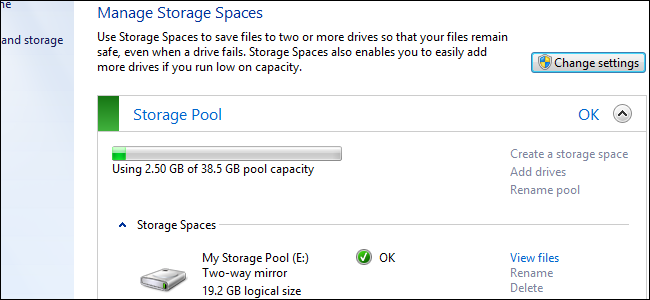 Manage Storage Spaces
and storage
Use Storage Spaces to save files to two or more drives so that your files remain
safe, even when a drive fails. Storage Spaces also enables you to easily add
more drives if you run low on capacity.
Change settings
Storage Pool
OK
Using 2.50 GB of 38.5 GB pool capacity
Create a storage space
Add drives
Rename pool
Storage Spaces
My Storage Pool (E:)
Two-way mirror
19.2 GB logical size
OK
View files
Rename
Delete